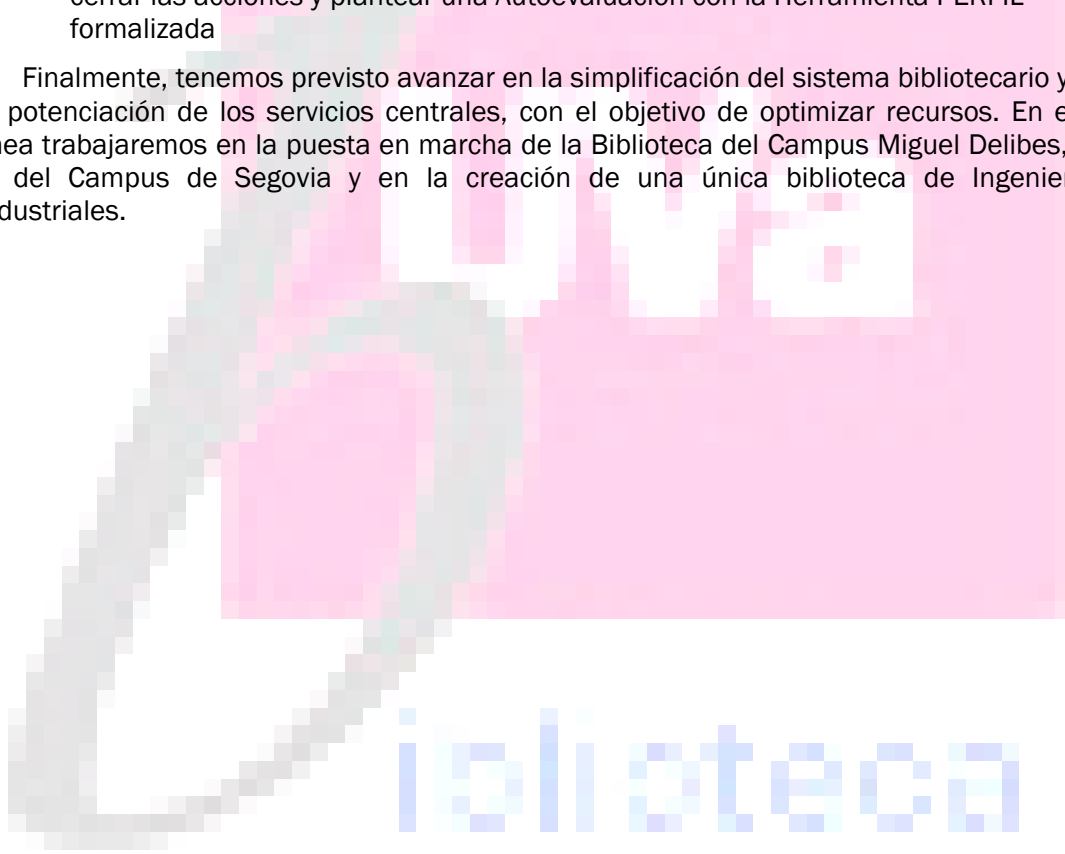 cerrar las acciones y plantear una Autoevaluación con la Herramienta PERFIL
formalizada
Finalmente, tenemos previsto avanzar en la simplificación del sistema bibliotecario y
potenciación de los servicios centrales, con el objetivo de optimizar recursos. En e
nea trabajaremos en la puesta en marcha de la Biblioteca del Campus Miguel Delibes,
del Campus de Segovia y en la creación de una única biblioteca de Ingenier
dustriales.
UVa
iblioteca